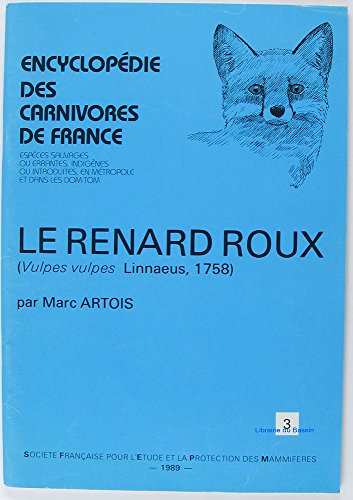 ENCYCLOPÉDIE
DES
CARNIVORES
DE FRANCE
ESPÈCES SAUVAGES
OU ERRANTES, INDIGÈNES
OU INTRODUITES, EN MÉTROPOLE
ET DANS LES DOM-TOM
LE RENARD ROUX
(Vulpes vulpes Linnaeus, 1758)
par Marc ARTOIS
3
Librairie du Bassin
SOCIETE FRANÇAISE POUR L'ETUDE ET LA PROTECTION DES MAMMIFERES
— 1989 —